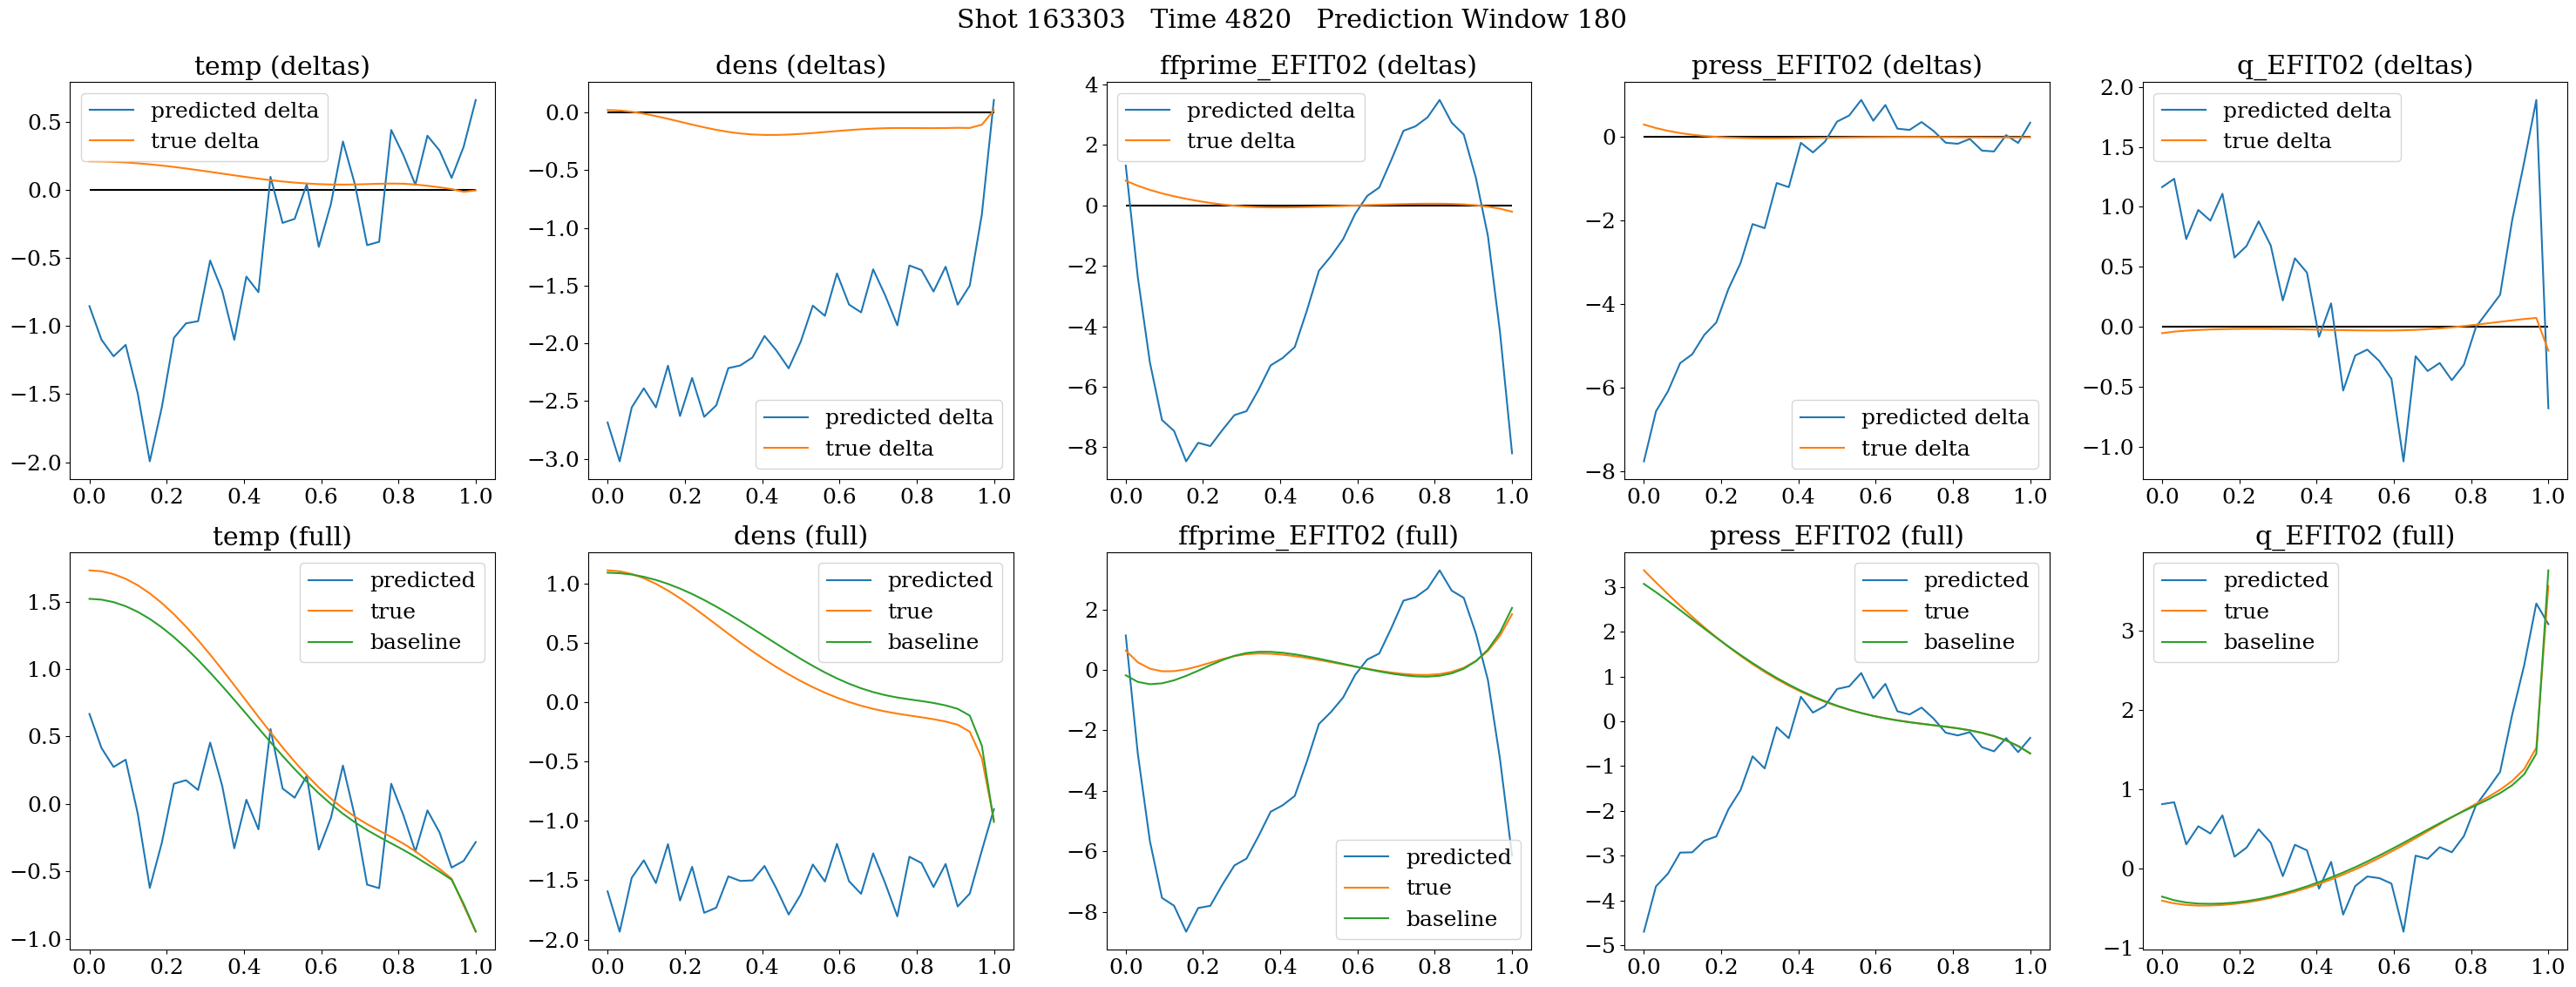 Shot 163303   Time 4820   Prediction Window 180
temp (deltas)
predicted delta
true delta
0.5
0.0
−0.5
−1.0
−1.5
−2.0
0.0 0.2 0.4 0.6 0.8 1.0
dens (deltas)
0.0
−0.5
−1.0
−1.5
−2.0
−2.5
−3.0
predicted delta
true delta
0.0 0.2 0.4 0.6 0.8 1.0
ffprime_EFIT02 (deltas)
predicted delta
true delta
4
2
0
−2
−4
−6
−8
0.0 0.2 0.4 0.6 0.8 1.0
press_EFIT02 (deltas)
0
−2
−4
−6
−8
predicted delta
true delta
0.0 0.2 0.4 0.6 0.8 1.0
q_EFIT02 (deltas)
predicted delta
true delta
2.0
1.5
1.0
0.5
0.0
−0.5
−1.0
0.0 0.2 0.4 0.6 0.8 1.0
temp (full)
predicted
true
baseline
1.5
1.0
0.5
0.0
−0.5
−1.0
0.0 0.2 0.4 0.6 0.8 1.0
dens (full)
predicted
true
baseline
1.0
0.5
0.0
−0.5
−1.0
−1.5
−2.0
0.0 0.2 0.4 0.6 0.8 1.0
ffprime_EFIT02 (full)
2
0
−2
−4
−6
−8
predicted
true
baseline
0.0 0.2 0.4 0.6 0.8 1.0
press_EFIT02 (full)
predicted
true
baseline
3
2
1
0
−1
−2
−3
−4
−5
0.0 0.2 0.4 0.6 0.8 1.0
q_EFIT02 (full)
predicted
true
baseline
3
2
1
0
−1
0.0 0.2 0.4 0.6 0.8 1.0